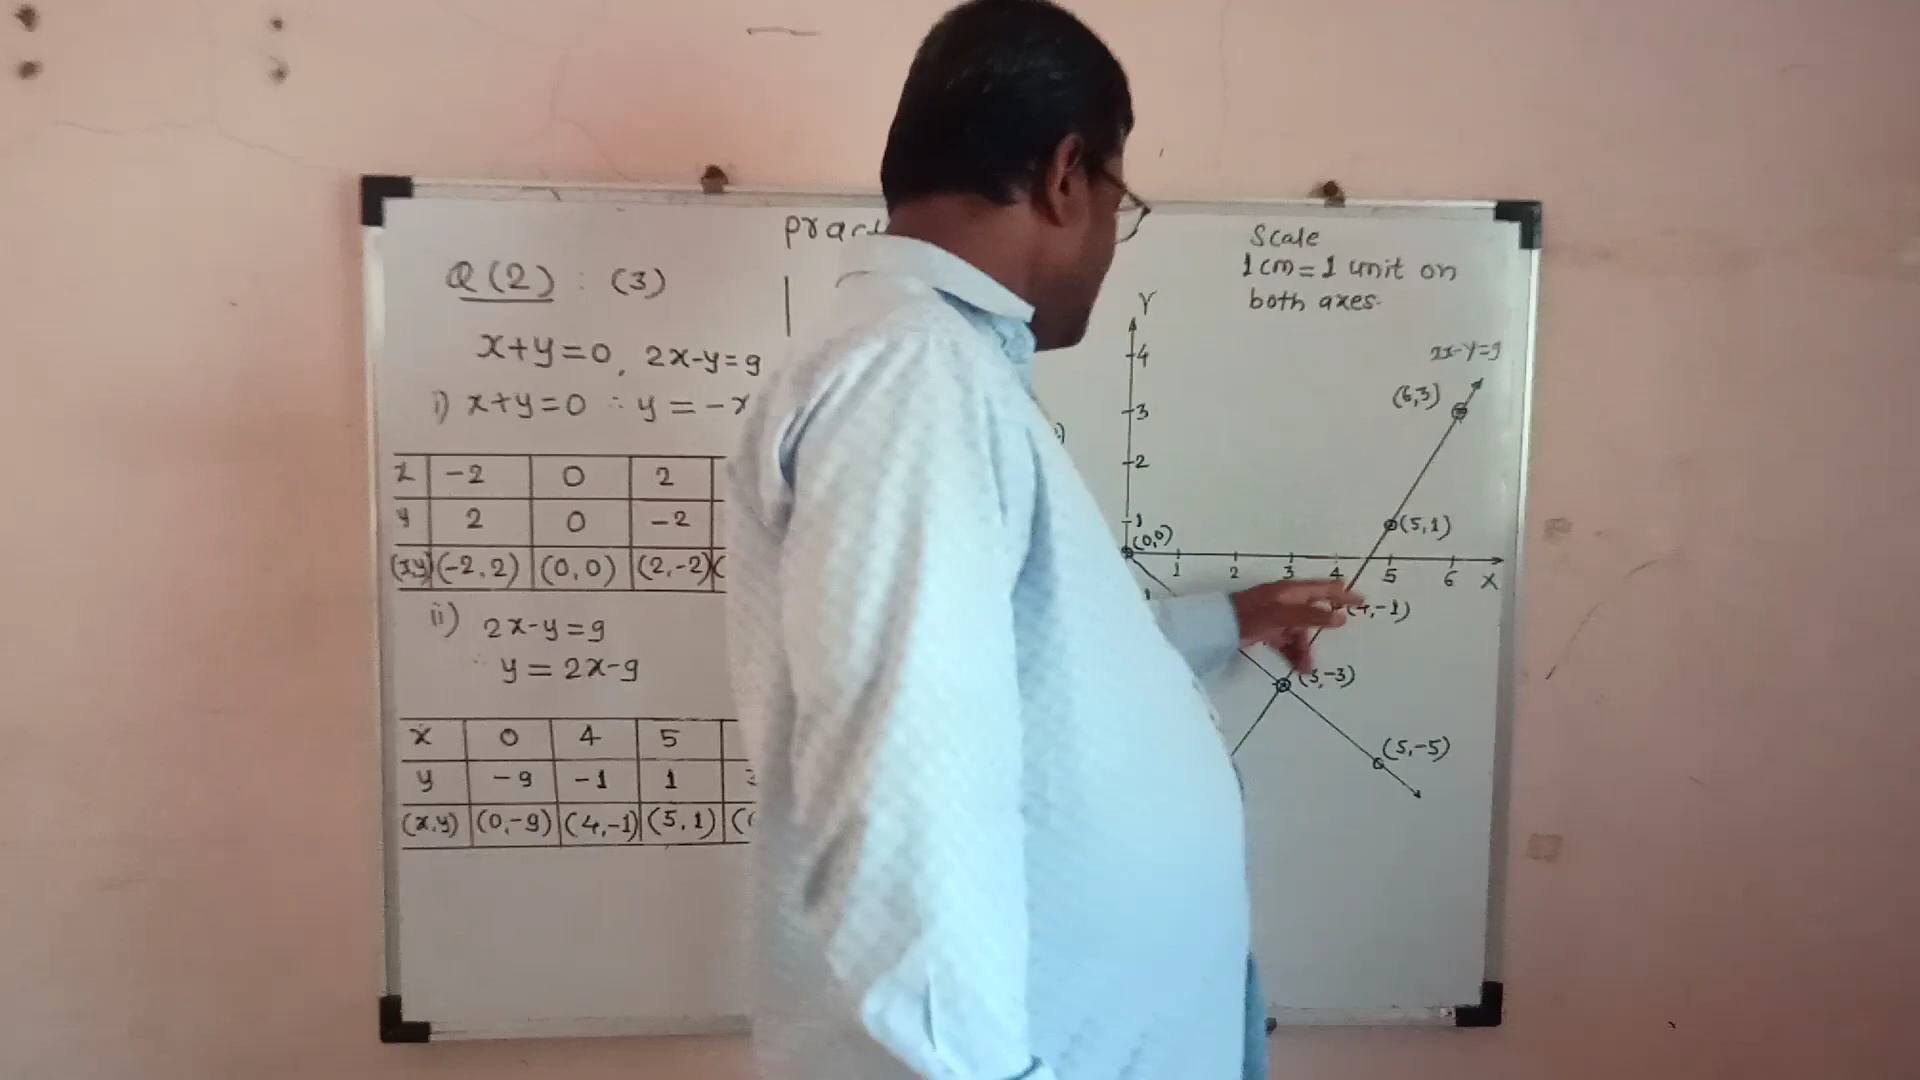 Q (2) : (3)
x+y=0, 2x-y=9
i) x+y=0 ∴ y = -x
x -2 0 2
y 2 0 -2
(x,y) (-2,2) (0,0) (2,-2)
ii) 2x-y=9
∴ y = 2x-9
x 0 4 5
y -9 -1 1
(x,y) (0,-9) (4,-1) (5,1)
Scale
1cm=1 unit on
both axes.
Y
4
3
2
1
(0,0)
1 2 3 4 5 6 X
2x-y=9
(6,3)
(5,1)
(4,-1)
(3,-3)
(5,-5)